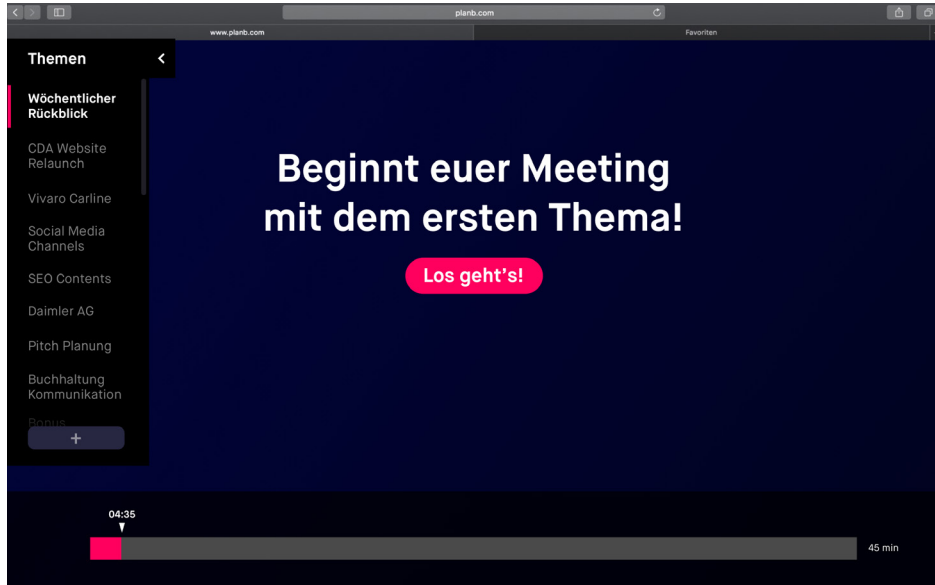 planb.com
www.planb.com
Favoriten
Themen
Wöchentlicher
Rückblick
CDA Website
Relaunch
Vivaro Carline
Social Media
Channels
SEO Contents
Daimler AG
Pitch Planung
Buchhaltung
Kommunikation
Bonus
+
Beginnt euer Meeting
mit dem ersten Thema!
Los geht's!
04:35
45 min